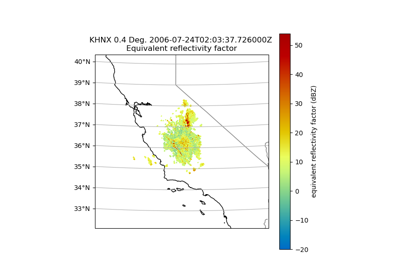 KHNX 0.4 Deg. 2006-07-24T02:03:37.726000Z
Equivalent reflectivity factor
40°N
39°N
38°N
37°N
36°N
35°N
34°N
33°N
50
40
30
20
10
0
−10
−20
equivalent reflectivity factor (dBZ)